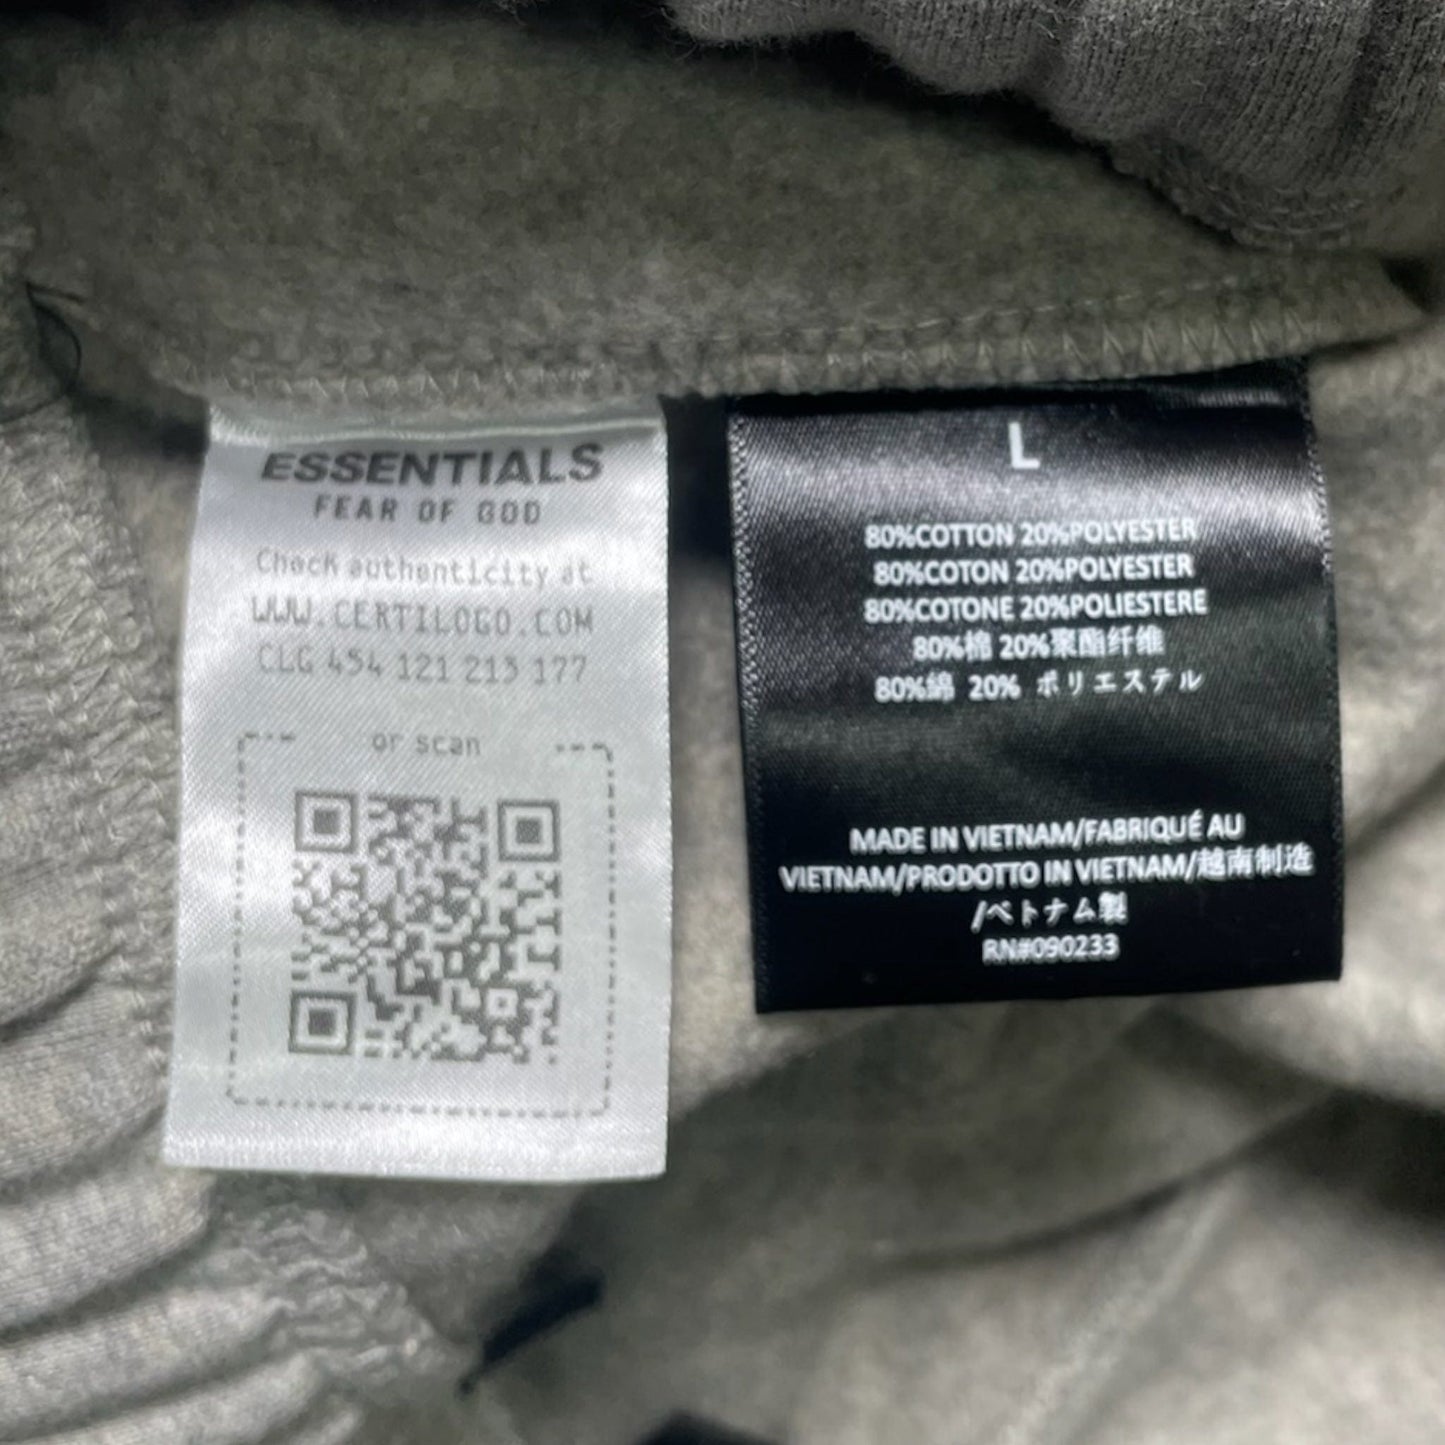 ESSENTIALS
FEAR OF GOD
Check authenticity at
WWW.CERTILOGO.COM
CLG 454 121 213 177
or scan
L
80%COTTON 20%POLYESTER
80%COTON 20%POLYESTER
80%COTONE 20%POLIESTERE
80%棉 20%聚酯纤维
80%綿 20% ポリエステル
MADE IN VIETNAM/FABRIQUÉ AU
VIETNAM/PRODOTTO IN VIETNAM/越南制造
/ベトナム製
RN#090233